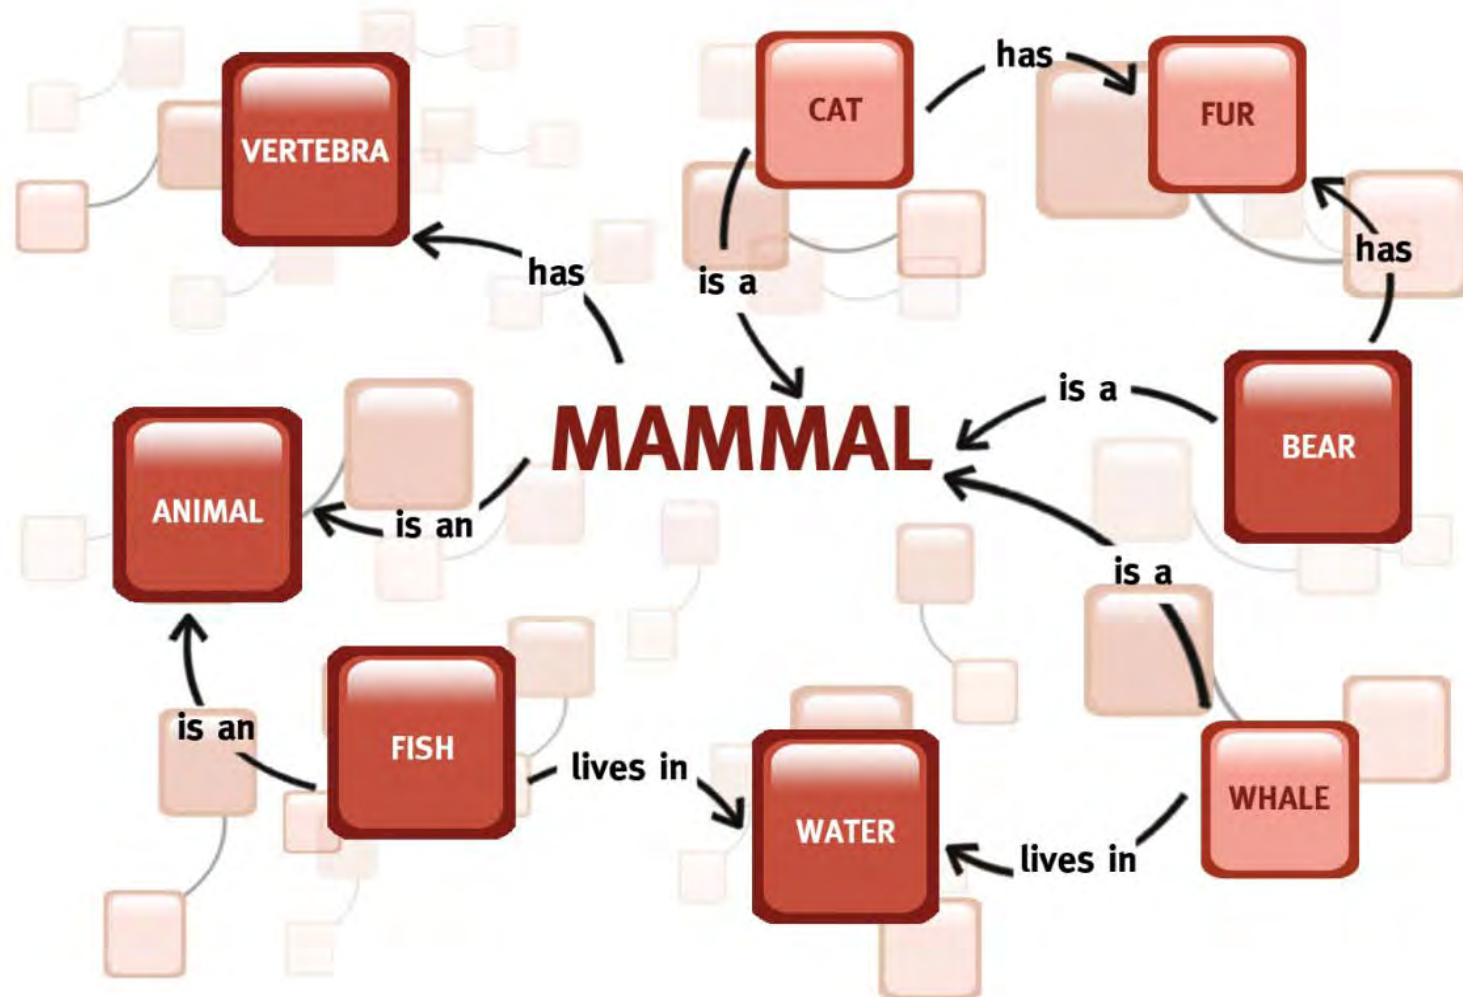 CAT
has
FUR
VERTEBRA
has
is a
has
MAMMAL
is a
BEAR
ANIMAL
is an
is a
is an
FISH
lives in
WATER
WHALE
lives in